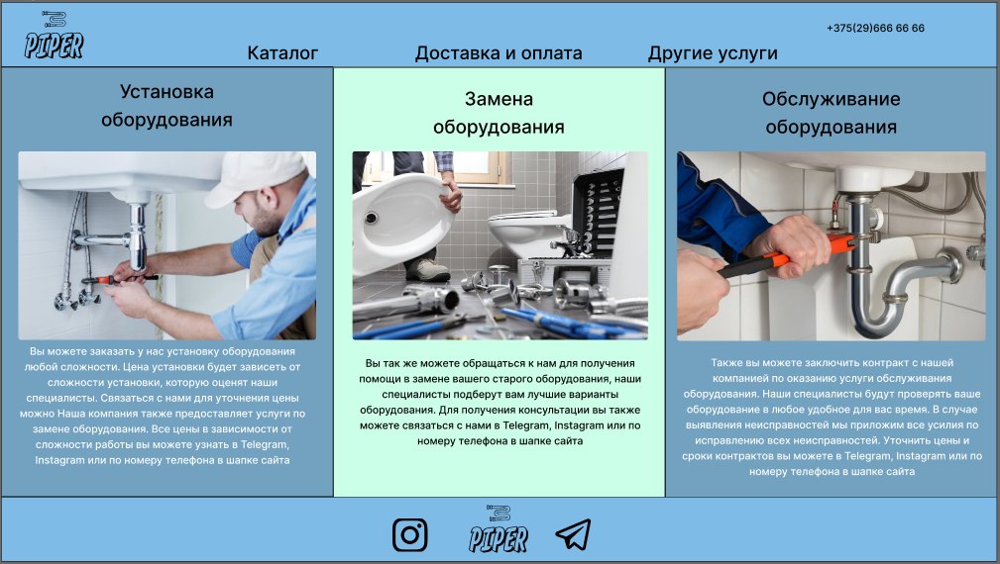 PIPER
+375(29)666 66 66
Каталог
Доставка и оплата
Другие услуги
Установка
оборудования
Вы можете заказать у нас установку оборудования
любой сложности. Цена установки будет зависеть от
сложности установки, которую оценят наши
специалисты. Связаться с нами для уточнения цены
можно Наша компания также предоставляет услуги по
замене оборудования. Все цены в зависимости от
сложности работы вы можете узнать в Telegram,
Instagram или по номеру телефона в шапке сайта
Замена
оборудования
Вы так же можете обращаться к нам для получения
помощи в замене вашего старого оборудования, наши
специалисты подберут вам лучшие варианты
оборудования. Для получения консультации вы также
можете связаться с нами в Telegram, Instagram или по
номеру телефона в шапке сайта
Обслуживание
оборудования
Также вы можете заключить контракт с нашей
компанией по оказанию услуги обслуживания
оборудования. Наши специалисты будут проверять ваше
оборудование в любое удобное для вас время. В случае
выявления неисправностей мы приложим все усилия по
исправлению всех неисправностей. Уточнить цены и
сроки контрактов вы можете в Telegram, Instagram или по
номеру телефона в шапке сайта
PIPER